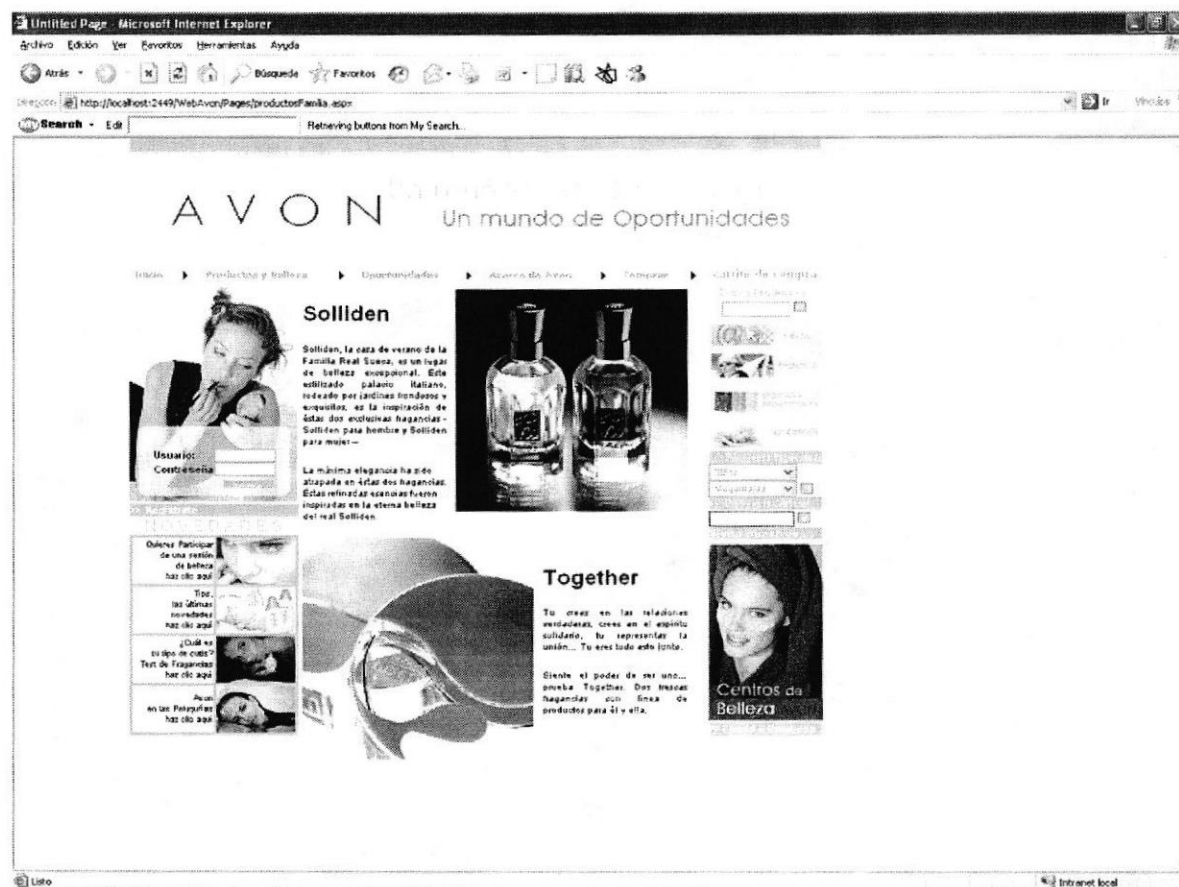 Untitled Page - Microsoft Internet Explorer
Archivo Edición Ver Favoritos Herramientas Ayuda
Atrás Búsqueda Favoritos
Dirección http://localhost:2449/WebAvon/Pages/productosFamilia.aspx Ir Vínculos
Search Edit Retrieving buttons from My Search...
AVON
Un mundo de Oportunidades
Inicio Productos y Belleza Oportunidades Acerca de Avon Comprar Carrito de compra
Solliden
Solliden, la casa de verano de la
Familia Real Sueca, es un lugar
de belleza excepcional. Este
estilizado palacio italiano,
rodeado por jardines frondosos y
exquisitos, es la inspiración de
éstas dos exclusivas fragancias -
Solliden para hombre y Solliden
para mujer—
La máxima elegancia ha sido
atrapada en éstas dos fragancias.
Estas refinadas esencias fueron
inspiradas en la eterna belleza
del real Solliden.
Usuario:
Contraseña
Regístrate
NOVEDADES
Quieres Participar
de una sesión
de belleza
haz clic aquí
Tips,
las últimas
novedades
haz clic aquí
¿Cuál es
tu tipo de cutis?
Test de Fragancias
haz clic aquí
Avon
en las Peluquerías
haz clic aquí
Together
Tu crees en las relaciones
verdaderas, crees en el espíritu
solidario, tu representas la
unión... Tu eres todo esto junto.
Siente el poder de ser uno...
prueba Together. Dos frescas
fragancias con línea de
productos para él y ella.
Maquillaje
Centros de
Belleza
Listo Intranet local